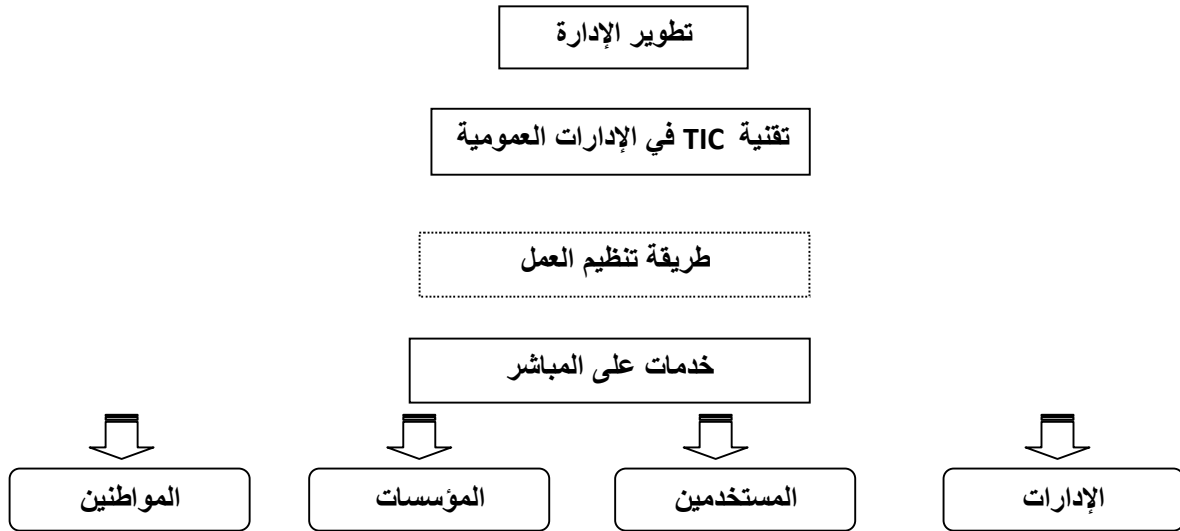 تطوير الإدارة
تقنية TIC في الإدارات العمومية
طريقة تنظيم العمل
خدمات على المباشر
الإدارات
المستخدمين
المؤسسات
المواطنين